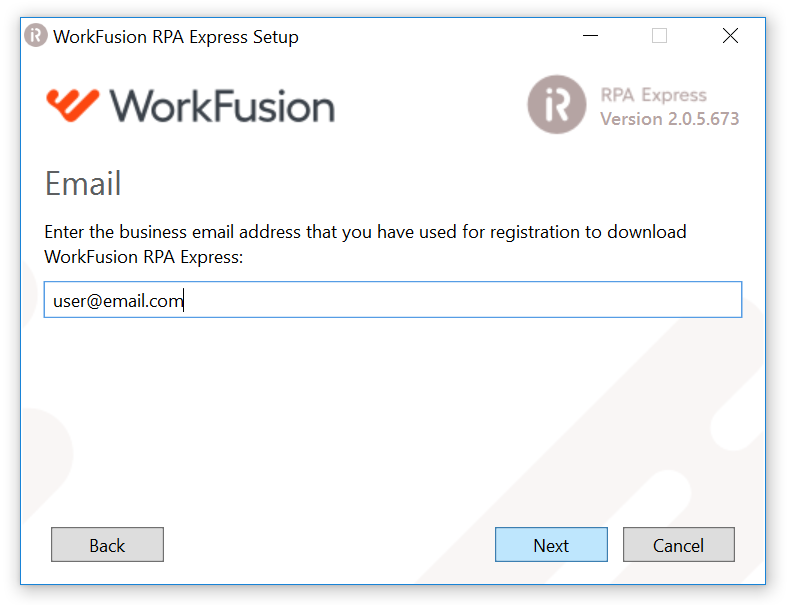 WorkFusion RPA Express Setup
WorkFusion
RPA Express
Version 2.0.5.673
Email
Enter the business email address that you have used for registration to download
WorkFusion RPA Express:
user@email.com
Back
Next
Cancel